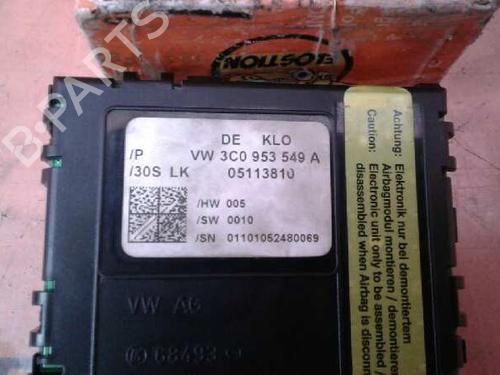 DE KLO
/P VW 3C0 953 549 A
/30S LK 05113810
/HW 005
/SW 0010
/SN 01101052480069
VW AG
68493
Achtung: Elektronik nur bei demontiertem
Airbagmodul montieren / demontieren
Caution: Electronic unit only to be assembled
disassembled when Airbag is
B-PARTS